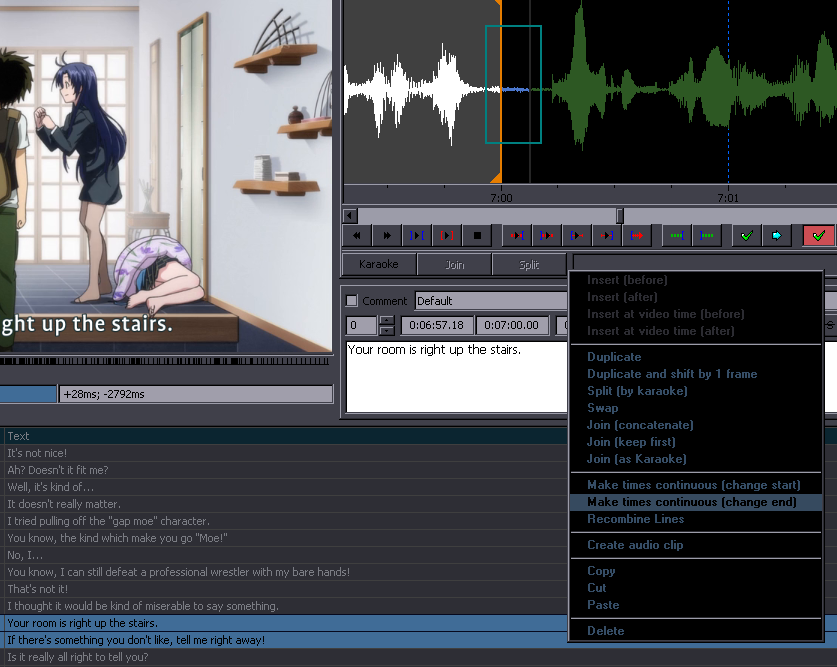 ght up the stairs.
+28ms; -2792ms
7:00
7:01
Karaoke
Join
Split
Comment
Default
0
0:06:57.18
0:07:00.00
Your room is right up the stairs.
Insert (before)
Insert (after)
Insert at video time (before)
Insert at video time (after)
Duplicate
Duplicate and shift by 1 frame
Split (by karaoke)
Swap
Join (concatenate)
Join (keep first)
Join (as Karaoke)
Make times continuous (change start)
Make times continuous (change end)
Recombine Lines
Create audio clip
Copy
Cut
Paste
Delete
Text
It's not nice!
Ah? Doesn't it fit me?
Well, it's kind of...
It doesn't really matter.
I tried pulling off the "gap moe" character.
You know, the kind which make you go "Moe!"
No, I...
You know, I can still defeat a professional wrestler with my bare hands!
That's not it!
I thought it would be kind of miserable to say something.
Your room is right up the stairs.
If there's something you don't like, tell me right away!
Is it really all right to tell you?